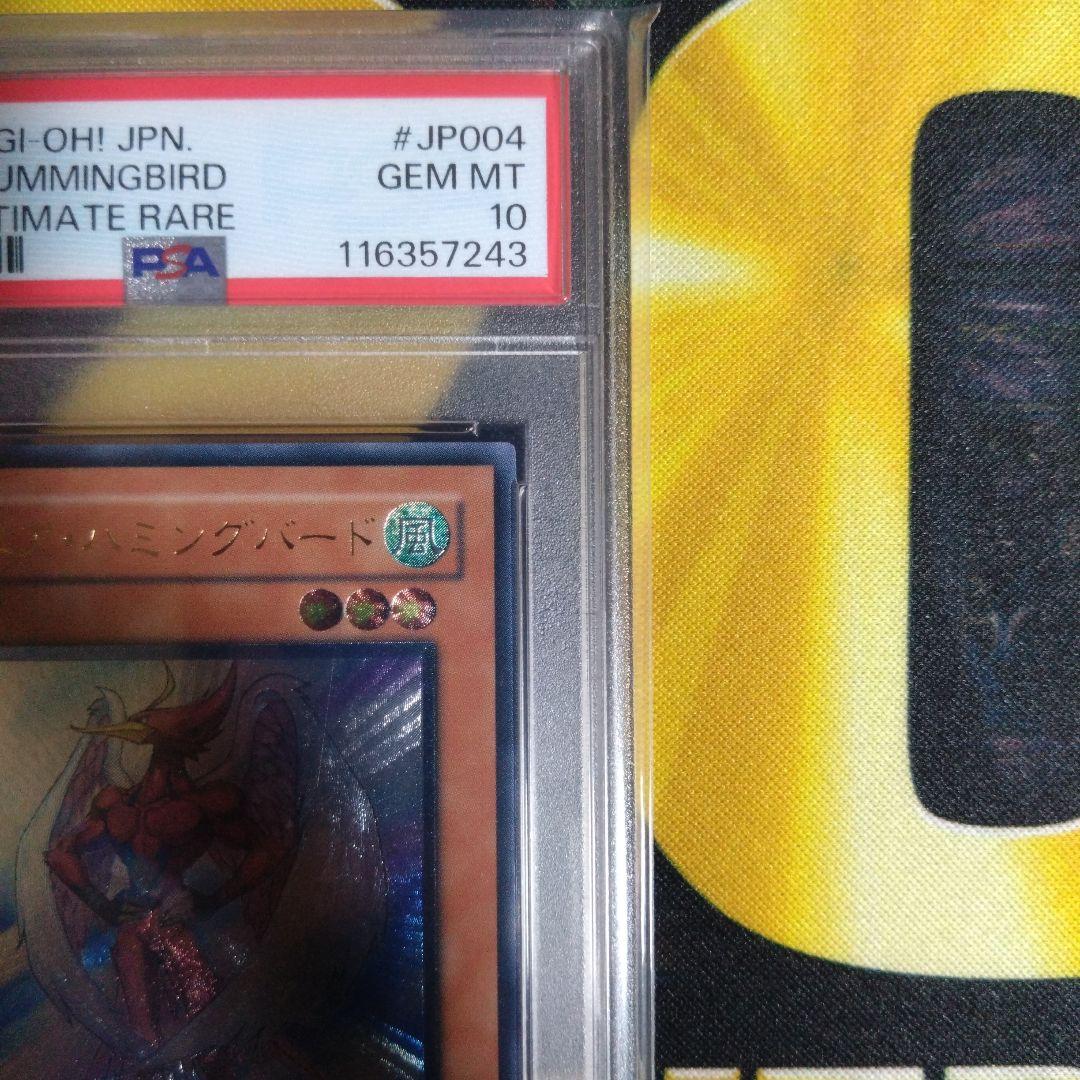 GI-OH! JPN. #JP004
UMMINGBIRD GEM MT
TIMATE RARE 10
PSA 116357243
ハミングバード 風